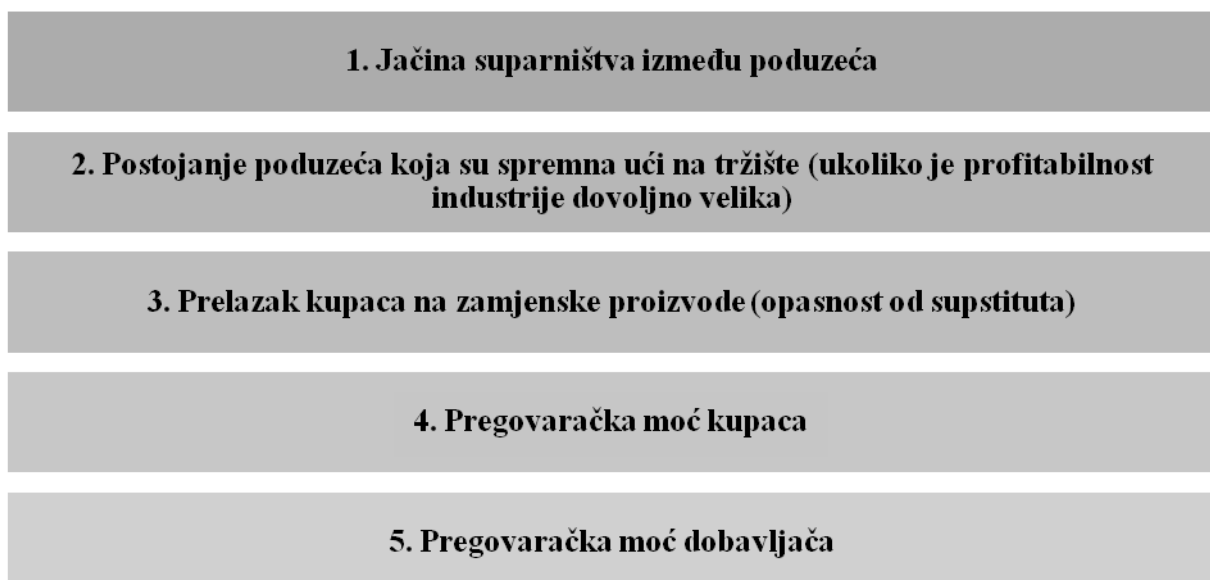 1. Jačina suparništva između poduzeća
2. Postojanje poduzeća koja su spremna ući na tržište (ukoliko je profitabilnost
industrije dovoljno velika)
3. Prelazak kupaca na zamjenske proizvode (opasnost od supstituta)
4. Pregovaračka moć kupaca
5. Pregovaračka moć dobavljača